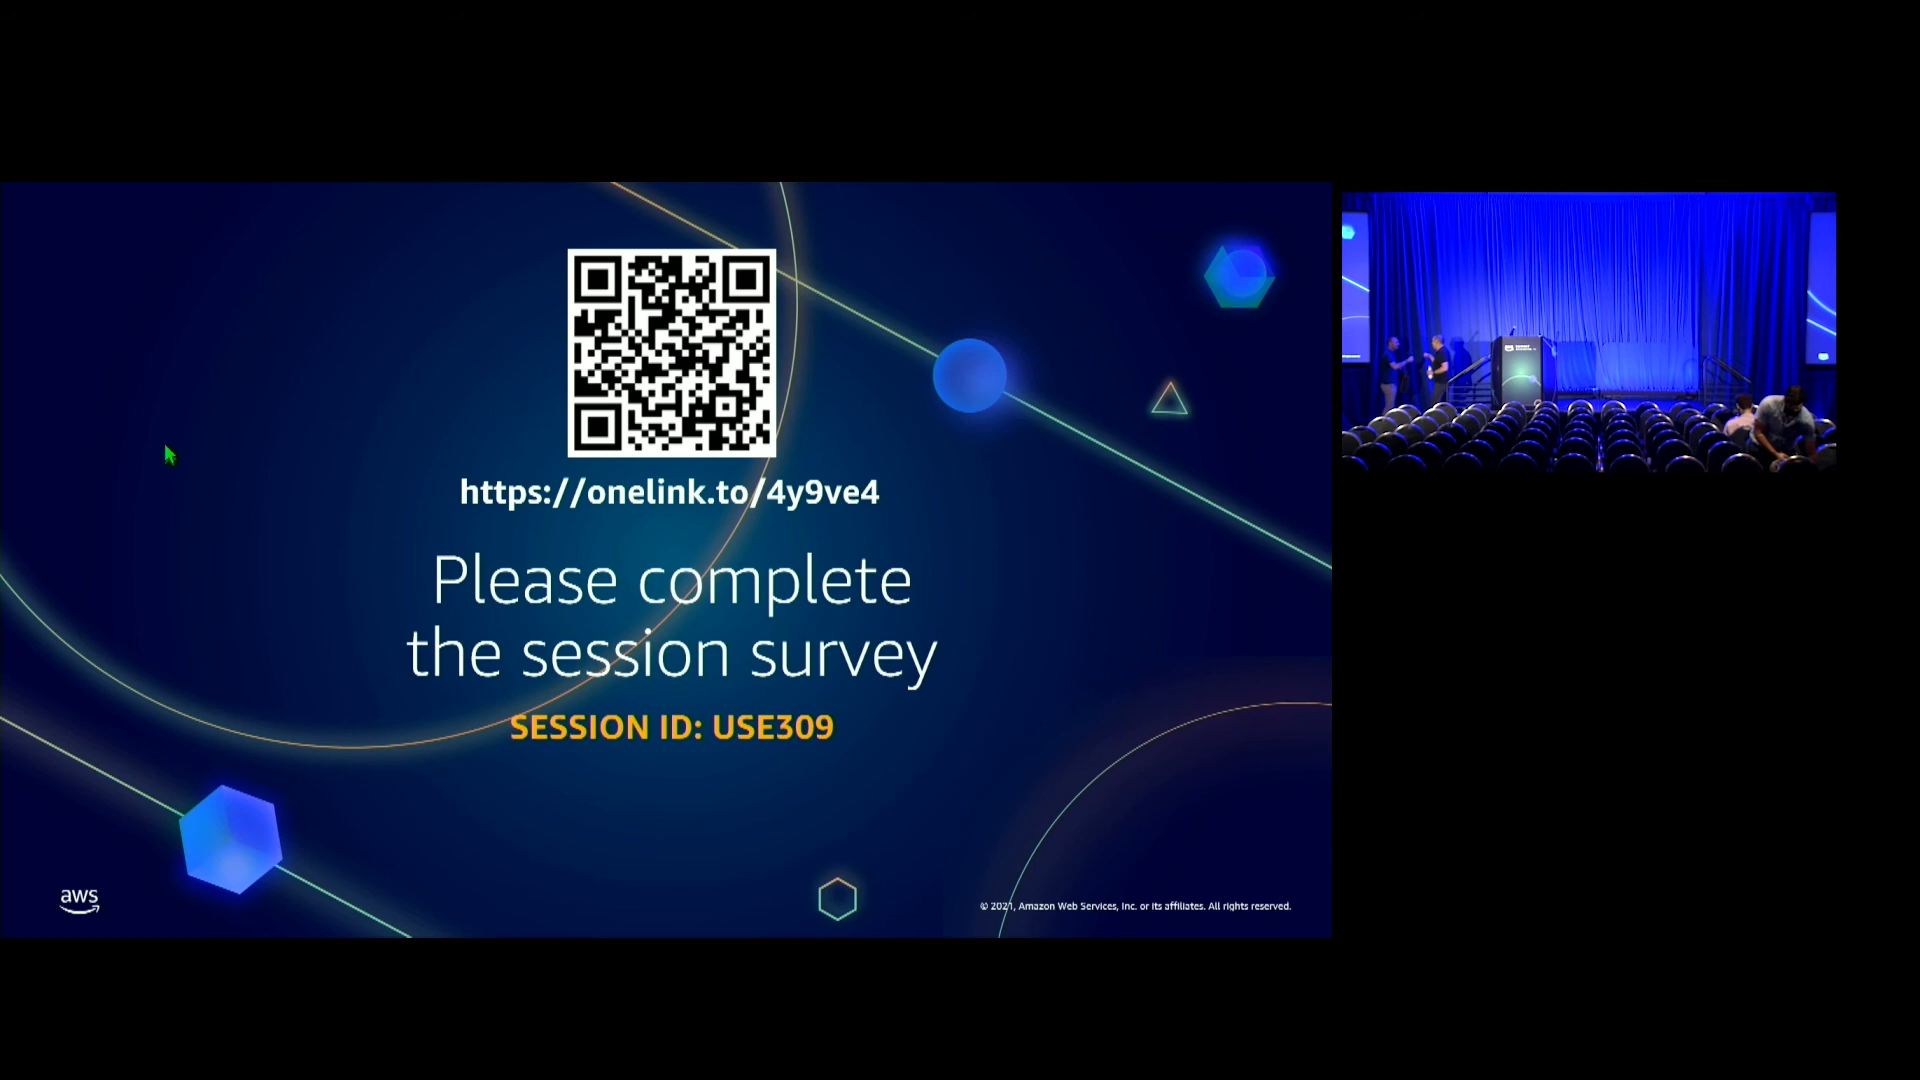 https://onelink.to/4y9ve4
Please complete
the session survey
SESSION ID: USE309
aws
© 2021, Amazon Web Services, Inc. or its affiliates. All rights reserved.